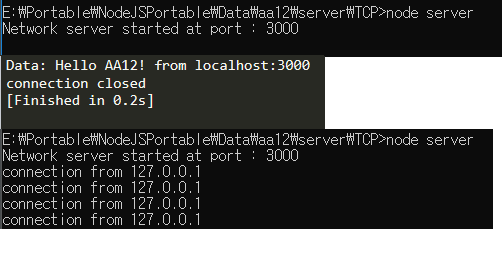 E:₩Portable₩NodeJSPortable₩Data₩aa12₩server₩TCP>node server
Network server started at port : 3000
Data: Hello AA12! from localhost:3000
connection closed
[Finished in 0.2s]
E:₩Portable₩NodeJSPortable₩Data₩aa12₩server₩TCP>node server
Network server started at port : 3000
connection from 127.0.0.1
connection from 127.0.0.1
connection from 127.0.0.1
connection from 127.0.0.1